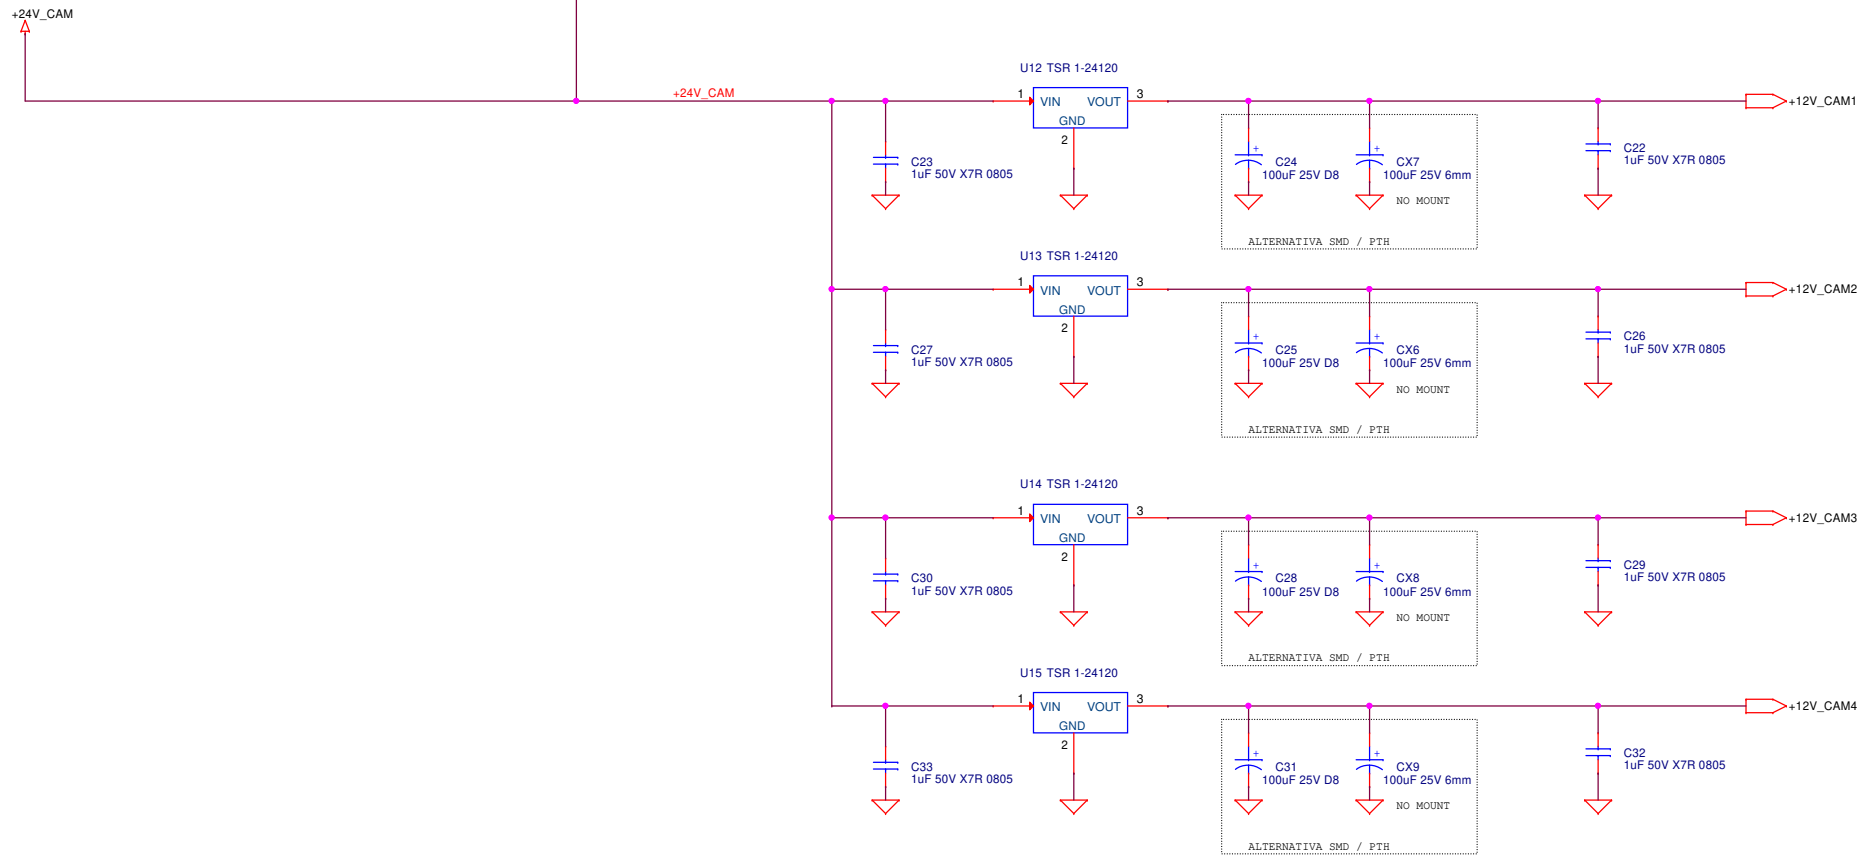 +24V_CAM
+24V_CAM
U12 TSR 1-24120
1 VIN VOUT 3
GND
2
C23
1uF 50V X7R 0805
C24
100uF 25V D8
CX7
100uF 25V 6mm
NO MOUNT
ALTERNATIVA SMD / PTH
C22
1uF 50V X7R 0805
+12V_CAM1
U13 TSR 1-24120
1 VIN VOUT 3
GND
2
C27
1uF 50V X7R 0805
C25
100uF 25V D8
CX6
100uF 25V 6mm
NO MOUNT
ALTERNATIVA SMD / PTH
C26
1uF 50V X7R 0805
+12V_CAM2
U14 TSR 1-24120
1 VIN VOUT 3
GND
2
C30
1uF 50V X7R 0805
C28
100uF 25V D8
CX8
100uF 25V 6mm
NO MOUNT
ALTERNATIVA SMD / PTH
C29
1uF 50V X7R 0805
+12V_CAM3
U15 TSR 1-24120
1 VIN VOUT 3
GND
2
C33
1uF 50V X7R 0805
C31
100uF 25V D8
CX9
100uF 25V 6mm
NO MOUNT
ALTERNATIVA SMD / PTH
C32
1uF 50V X7R 0805
+12V_CAM4